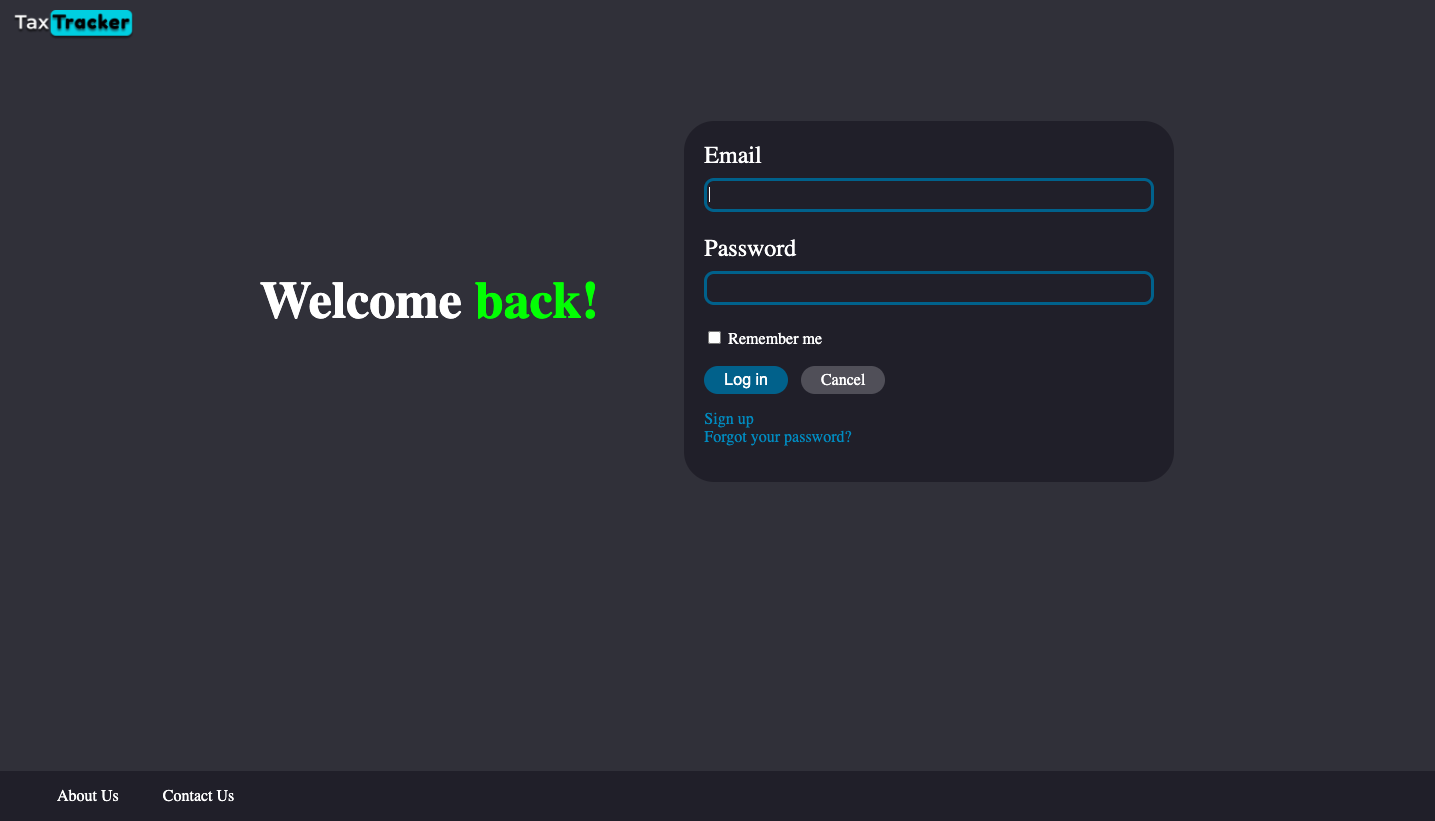 TaxTracker
Email
Password
Welcome back!
Remember me
Log in Cancel
Sign up
Forgot your password?
About Us Contact Us